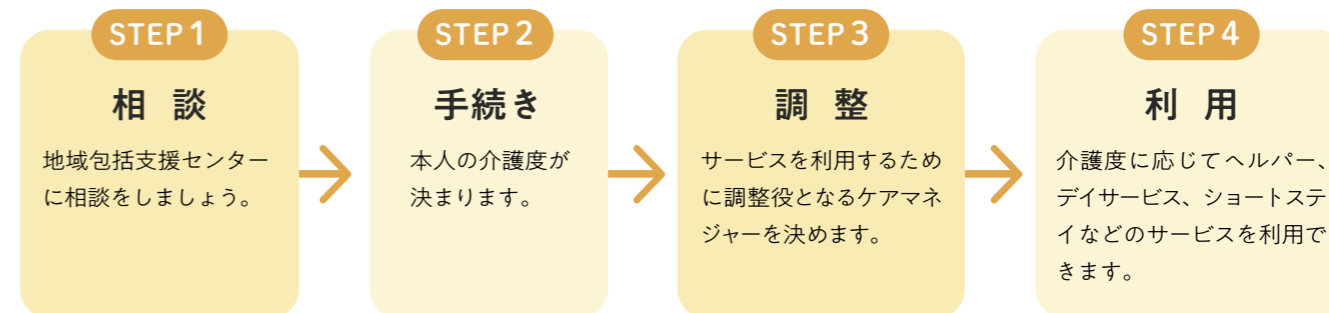 STEP 1
相 談
地域包括支援センター
に相談をしましょう。
STEP 2
手続き
本人の介護度が
決まります。
STEP 3
調 整
サービスを利用するため
に調整役となるケアマネ
ジャーを決めます。
STEP 4
利 用
介護度に応じてヘルパー、
デイサービス、ショートステ
イなどのサービスを利用で
きます。